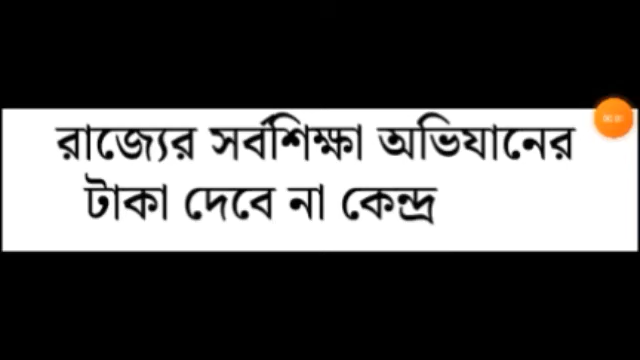 রাজ্যের সর্বশিক্ষা অভিযানের
টাকা দেবে না কেন্দ্র